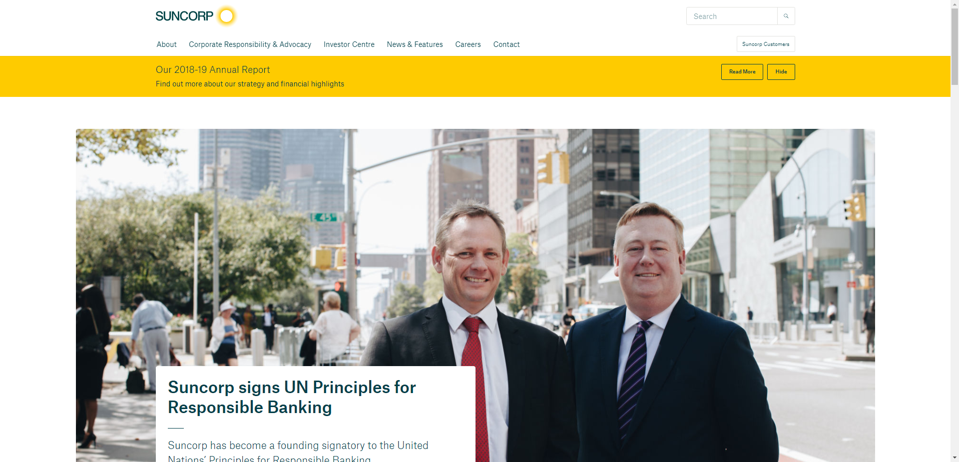 SUNCORP
Search
About Corporate Responsibility & Advocacy Investor Centre News & Features Careers Contact
Suncorp Customers
Our 2018-19 Annual Report
Find out more about our strategy and financial highlights
Read More Hide
E 45
Suncorp signs UN Principles for
Responsible Banking
Suncorp has become a founding signatory to the United
Nations' Principles for Responsible Banking